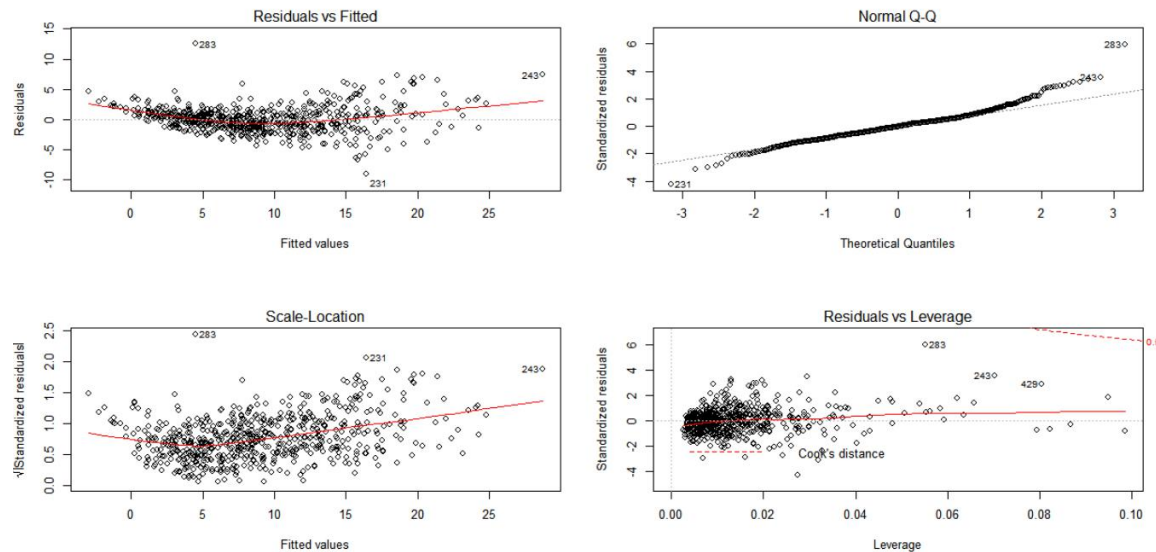 Residuals vs Fitted
Residuals
15
10
5
0
-5
-10
283
243
231
0 5 10 15 20 25
Fitted values
Normal Q-Q
Standardized residuals
6
4
2
0
-2
-4
283
243
231
-3 -2 -1 0 1 2 3
Theoretical Quantiles
Scale-Location
√|Standardized residuals|
2.5
2.0
1.5
1.0
0.5
0.0
283
231
243
0 5 10 15 20 25
Fitted values
Residuals vs Leverage
Standardized residuals
6
4
2
0
-2
-4
283
243
429
Cook's distance
0.00 0.02 0.04 0.06 0.08 0.10
Leverage